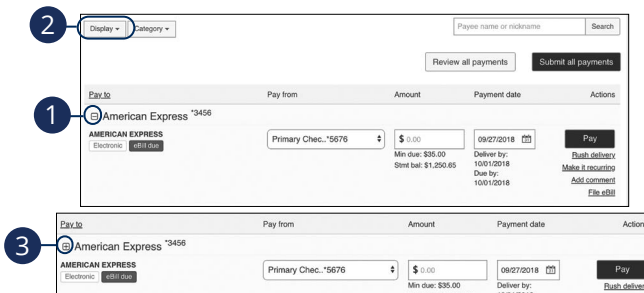 2
Display Category Payee name or nickname Search
Review all payments Submit all payments
Pay to Pay from Amount Payment date Actions
1
American Express *3456
AMERICAN EXPRESS
Electronic eBill due
Primary Chec..*5676
$ 0.00
Min due: $35.00
Stmt bal: $1,250.65
09/27/2018
Deliver by:
10/01/2018
Due by:
10/01/2018
Pay
Rush delivery
Make it recurring
Add comment
File eBill
Pay to Pay from Amount Payment date Action
3
American Express *3456
AMERICAN EXPRESS
Electronic eBill due
Primary Chec..*5676
$ 0.00
Min due: $35.00
09/27/2018
Deliver by:
Pay
Rush deliver